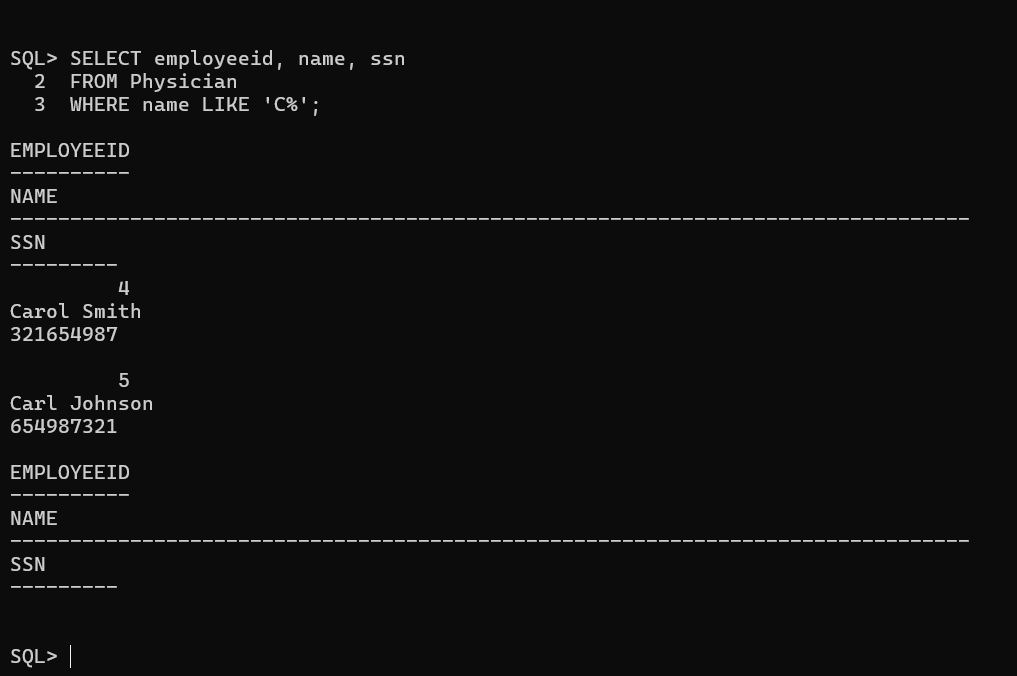 SQL> SELECT employeeid, name, ssn
  2  FROM Physician
  3  WHERE name LIKE 'C%';
EMPLOYEEID
----------
NAME
--------------------------------------------------------------------------------
SSN
---------
         4
Carol Smith
321654987
         5
Carl Johnson
654987321
EMPLOYEEID
----------
NAME
--------------------------------------------------------------------------------
SSN
---------
SQL>